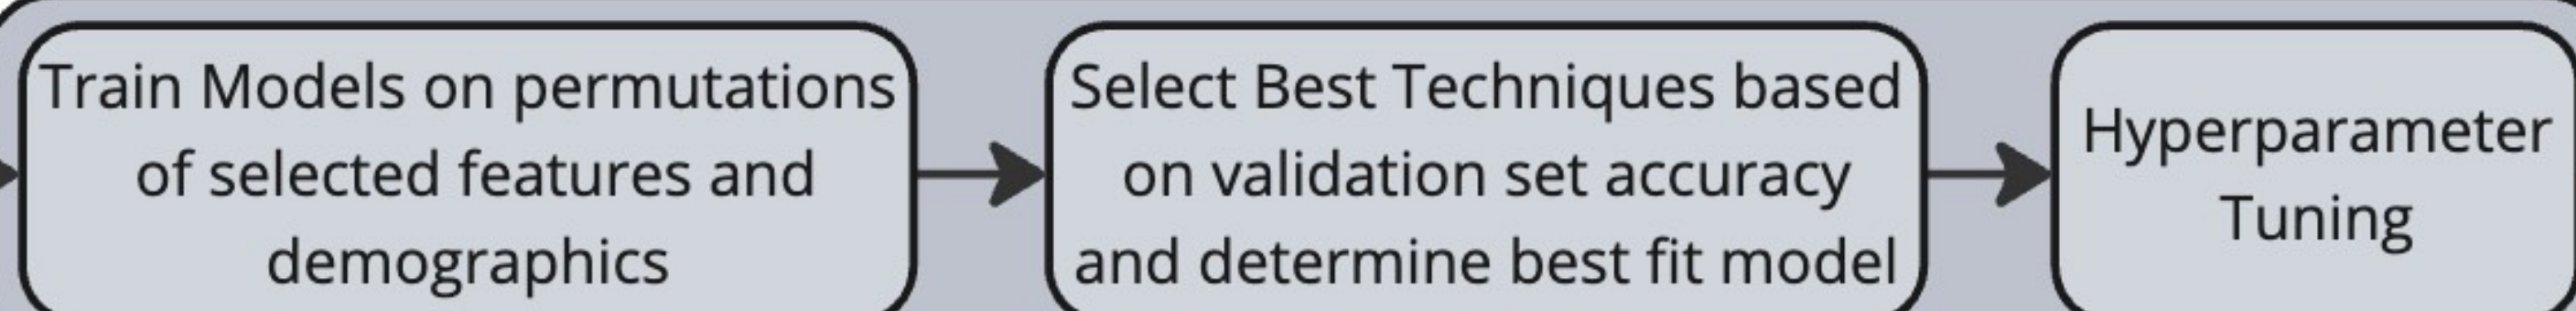 Train Models on permutations
of selected features and
demographics
Select Best Techniques based
on validation set accuracy
and determine best fit model
Hyperparameter
Tuning